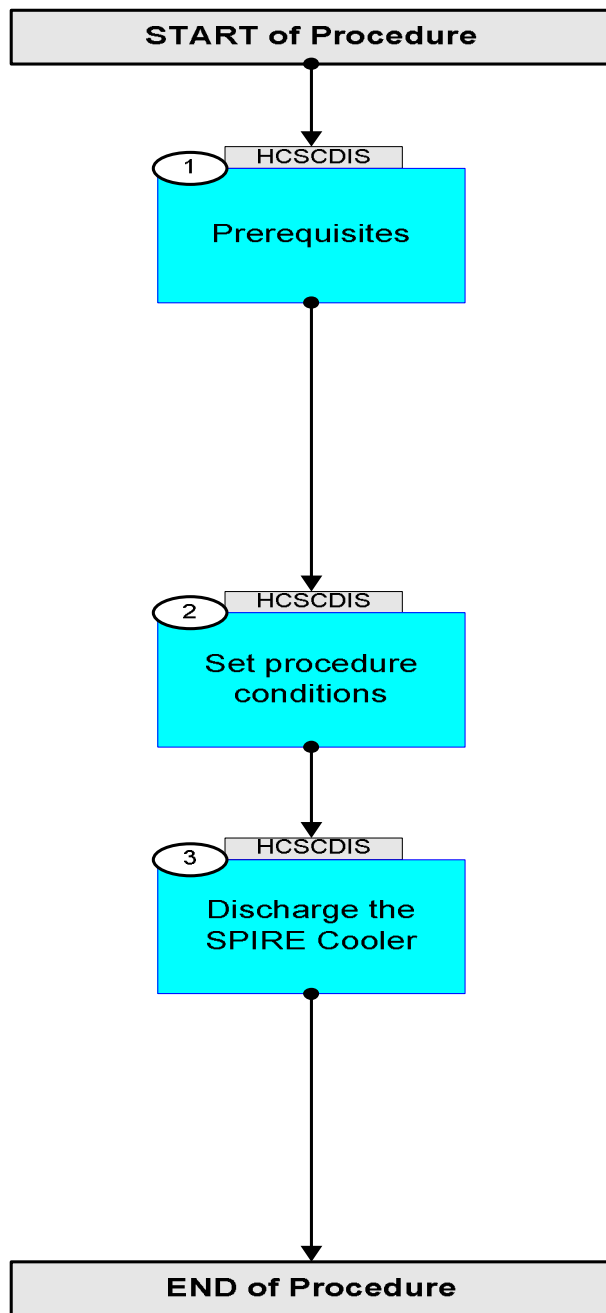 START of Procedure
HCSCDIS
1
Prerequisites
HCSCDIS
2
Set procedure
conditions
HCSCDIS
3
Discharge the
SPIRE Cooler
END of Procedure